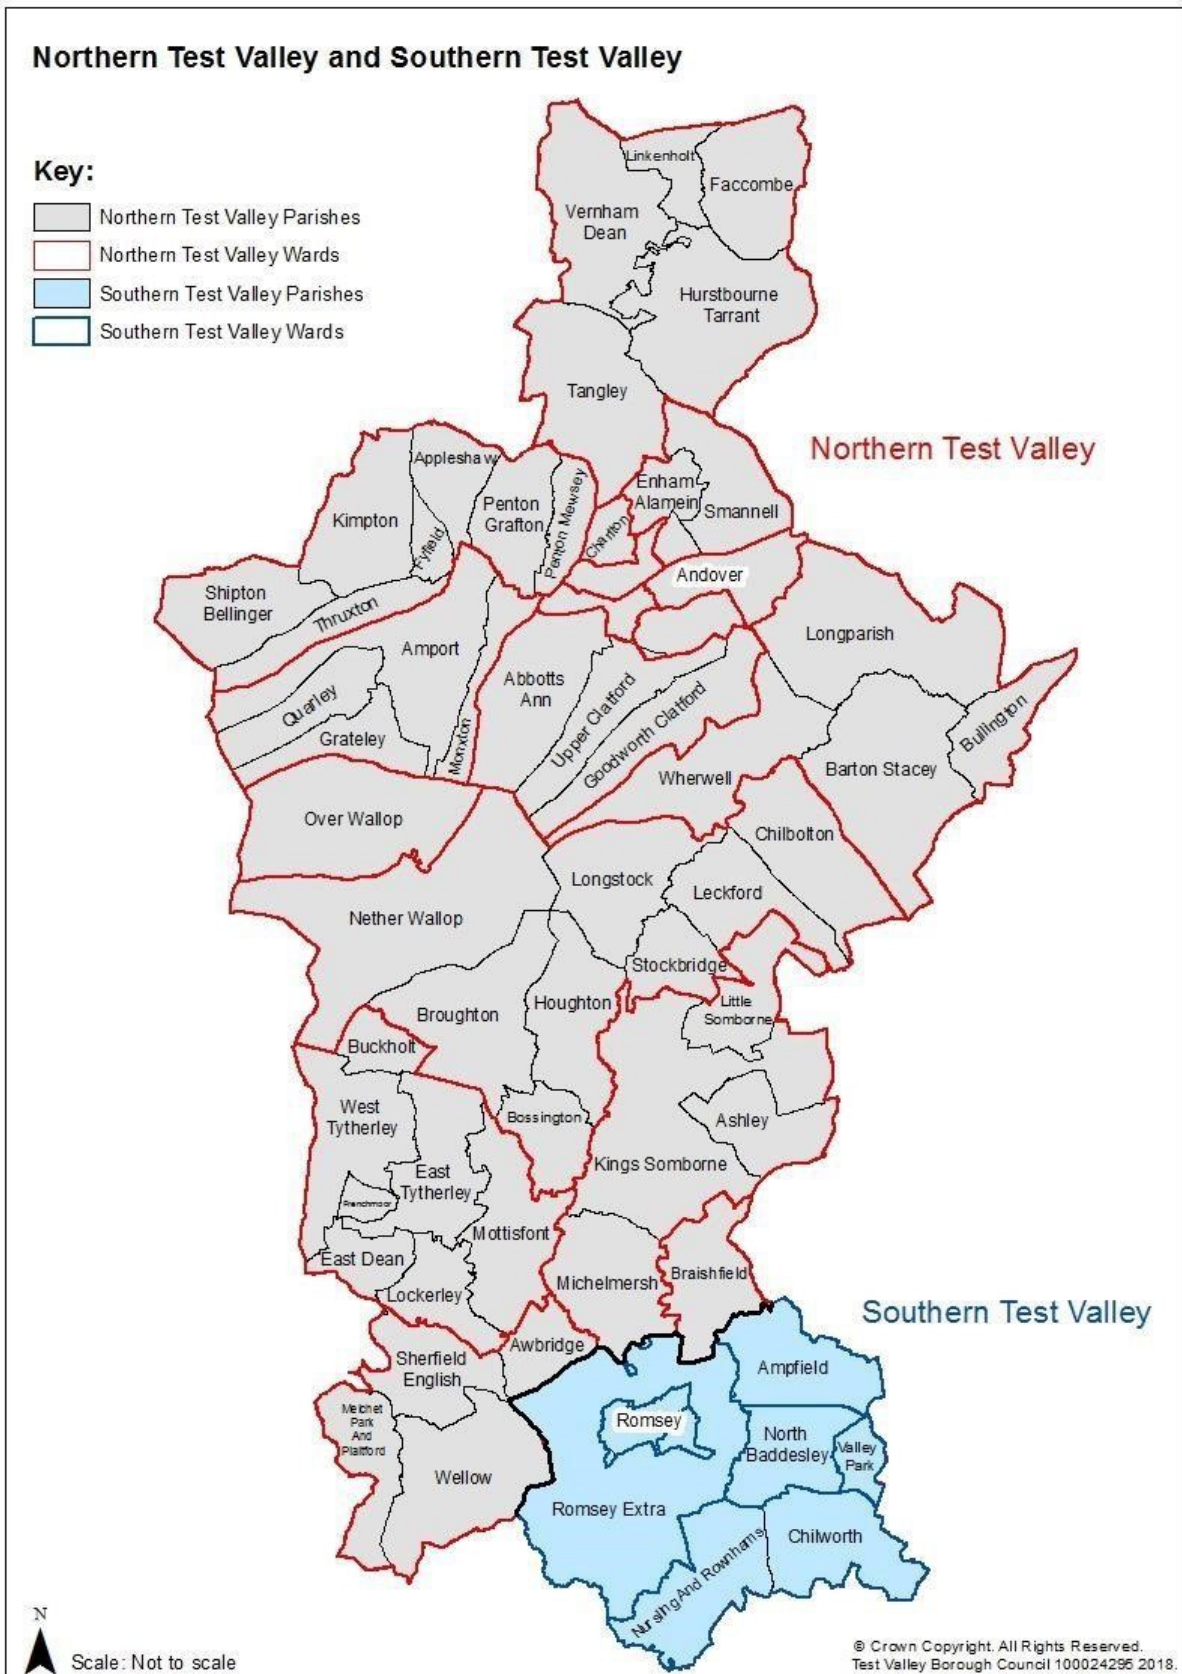 Northern Test Valley and Southern Test Valley
Key:
Northern Test Valley Parishes
Northern Test Valley Wards
Southern Test Valley Parishes
Southern Test Valley Wards
Linkenholt
Faccombe
Vernham
Dean
Hurstbourne
Tarrant
Tangley
Northern Test Valley
Appleshaw
Enham
Alamein
Penton
Grafton
Penton Mewsey
Smannell
Kimpton
Charlton
Fyfield
Andover
Shipton
Bellinger
Thruxton
Longparish
Amport
Abbotts
Ann
Upper Clatford
Goodworth Clatford
Quarley
Bullington
Grateley
Monxton
Wherwell
Barton Stacey
Over Wallop
Chilbolton
Longstock
Leckford
Nether Wallop
Stockbridge
Houghton
Little
Somborne
Broughton
Buckholt
West
Tytherley
Bossington
Ashley
Kings Somborne
East
Tytherley
Frenchmoor
Mottisfont
East Dean
Michelmersh
Braishfield
Lockerley
Southern Test Valley
Awbridge
Sherfield
English
Ampfield
Melchet
Park
And
Plaitford
Romsey
North
Baddesley
Valley
Park
Wellow
Romsey Extra
Chilworth
Nursling And Rownhams
N
Scale: Not to scale
© Crown Copyright. All Rights Reserved.
Test Valley Borough Council 100024295 2018.